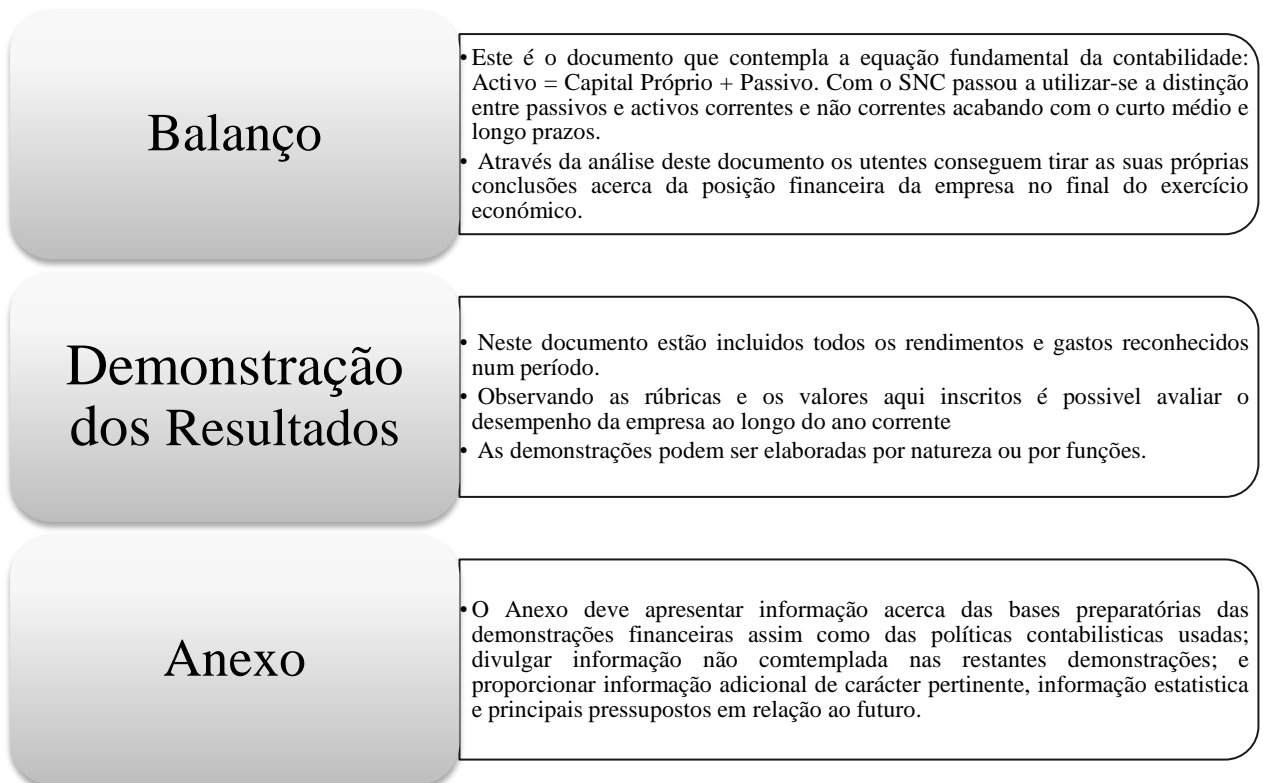 Balanço
•Este é o documento que contempla a equação fundamental da contabilidade:
Activo = Capital Próprio + Passivo. Com o SNC passou a utilizar-se a distinção
entre passivos e activos correntes e não correntes acabando com o curto médio e
longo prazos.
• Através da análise deste documento os utentes conseguem tirar as suas próprias
conclusões acerca da posição financeira da empresa no final do exercício
económico.
Demonstração
dos Resultados
• Neste documento estão incluidos todos os rendimentos e gastos reconhecidos
num período.
• Observando as rúbricas e os valores aqui inscritos é possivel avaliar o
desempenho da empresa ao longo do ano corrente
• As demonstrações podem ser elaboradas por natureza ou por funções.
Anexo
•O Anexo deve apresentar informação acerca das bases preparatórias das
demonstrações financeiras assim como das políticas contabilisticas usadas;
divulgar informação não comtemplada nas restantes demonstrações; e
proporcionar informação adicional de carácter pertinente, informação estatistica
e principais pressupostos em relação ao futuro.